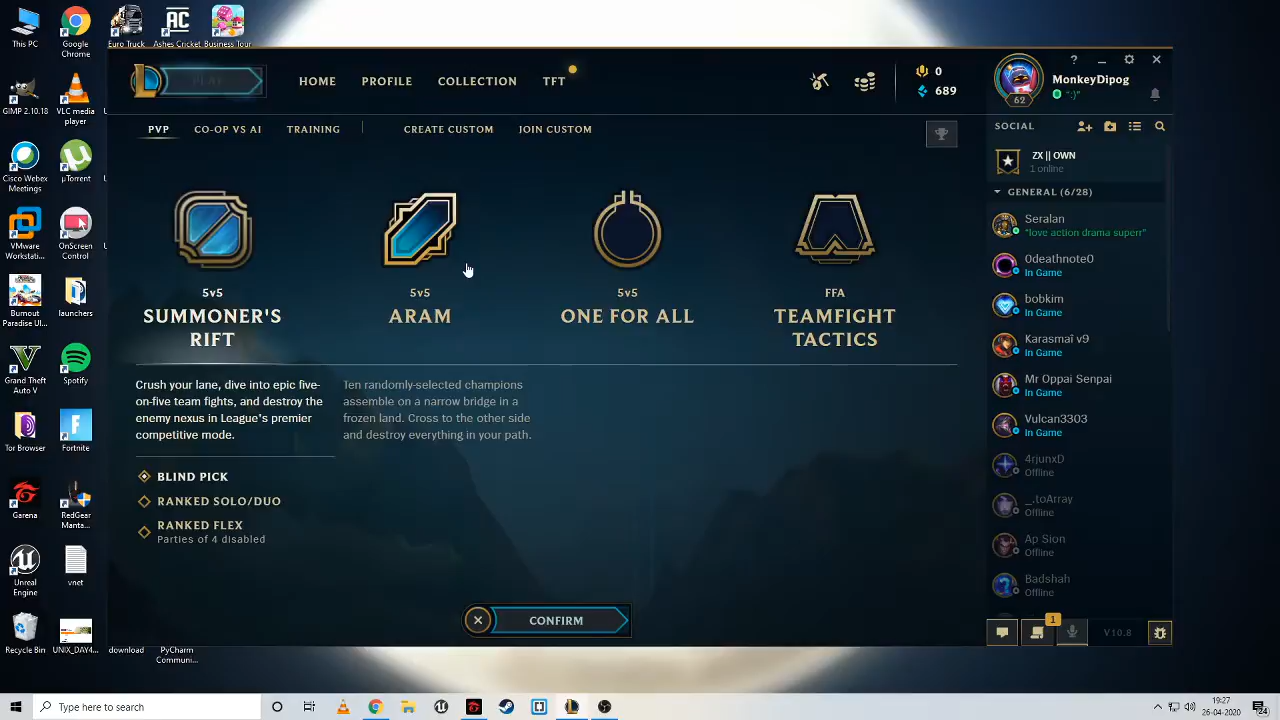 This PC
Google
Chrome
Euro Truck
Ashes Cricket
Business Tour
GIMP 2.10.18
VLC media
player
Cisco Webex
Meetings
µTorrent
VMware
Workstati...
OnScreen
Control
Burnout
Paradise Ul...
launchers
Grand Theft
Auto V
Spotify
Tor Browser
Fortnite
Garena
RedGear
Manta...
Unreal
Engine
vnet
Recycle Bin
UNIX_DAY4...
download
PyCharm
Communi...
PLAY
HOME
PROFILE
COLLECTION
TFT
0
689
62
MonkeyDipog
":)"
PVP
CO-OP VS AI
TRAINING
CREATE CUSTOM
JOIN CUSTOM
5v5
SUMMONER'S
RIFT
5v5
ARAM
5v5
ONE FOR ALL
FFA
TEAMFIGHT
TACTICS
Crush your lane, dive into epic five-
on-five team fights, and destroy the
enemy nexus in League's premier
competitive mode.
Ten randomly-selected champions
assemble on a narrow bridge in a
frozen land. Cross to the other side
and destroy everything in your path.
BLIND PICK
RANKED SOLO/DUO
RANKED FLEX
Parties of 4 disabled
CONFIRM
SOCIAL
ZX || OWN
1 online
GENERAL (6/28)
Seralan
"love action drama superr"
0deathnote0
In Game
bobkim
In Game
Karasmaî v9
In Game
Mr Oppai Senpai
In Game
Vulcan3303
In Game
4rjunxD
Offline
_.toArray
Offline
Ap Sion
Offline
Badshah
Offline
1
V10.8
Type here to search
19:27
26-04-2020
24